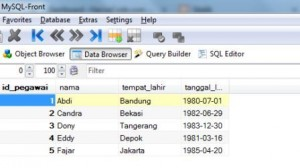 MySQL-Front
Database Extras Favorites Settings Help
Object Browser Data Browser Query Builder SQL Editor
0 100 Filter
id_pegawai nama tempat_lahir tanggal_l...
1 Abdi Bandung 1980-07-01
2 Candra Bekasi 1982-06-29
3 Dony Tangerang 1983-12-30
4 Eddy Depok 1981-03-16
5 Fajar Jakarta 1985-04-20